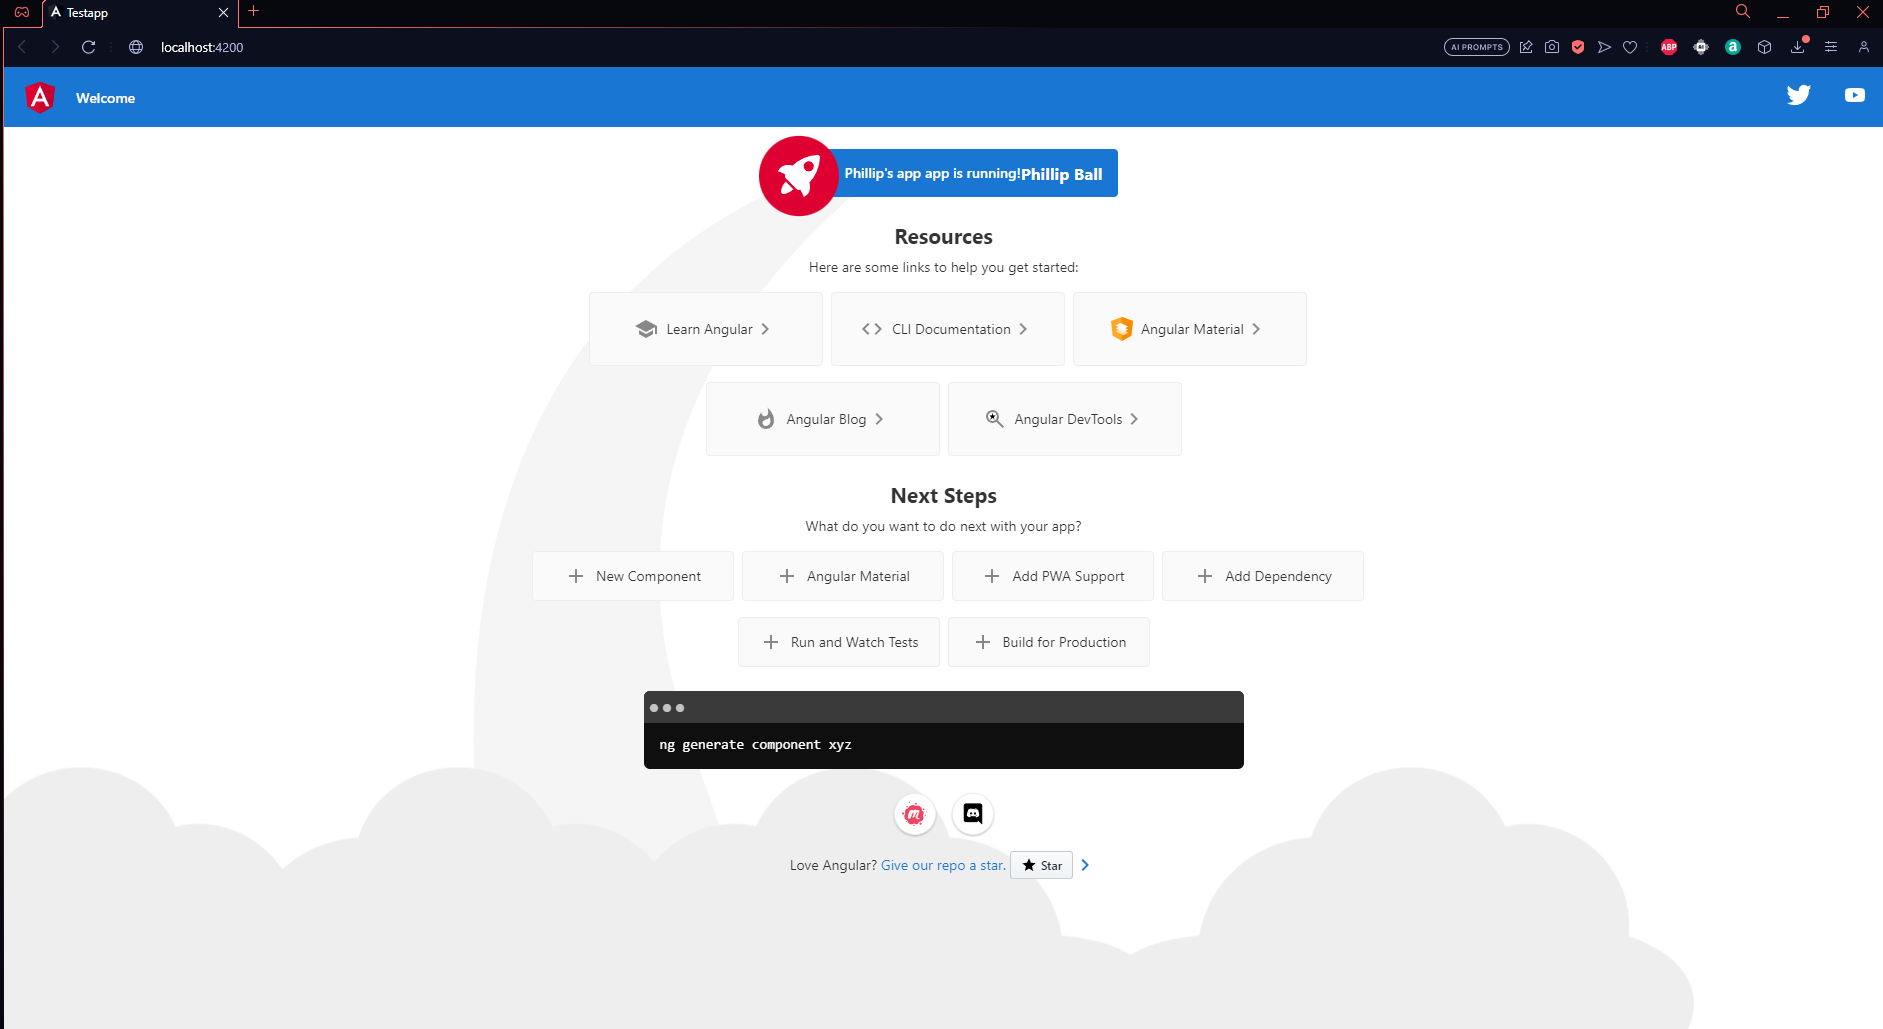 Testapp
localhost:4200
AI PROMPTS
ABP
Welcome
Phillip's app app is running!Phillip Ball
Resources
Here are some links to help you get started:
Learn Angular
CLI Documentation
Angular Material
Angular Blog
Angular DevTools
Next Steps
What do you want to do next with your app?
New Component
Angular Material
Add PWA Support
Add Dependency
Run and Watch Tests
Build for Production
ng generate component xyz
Love Angular? Give our repo a star. Star